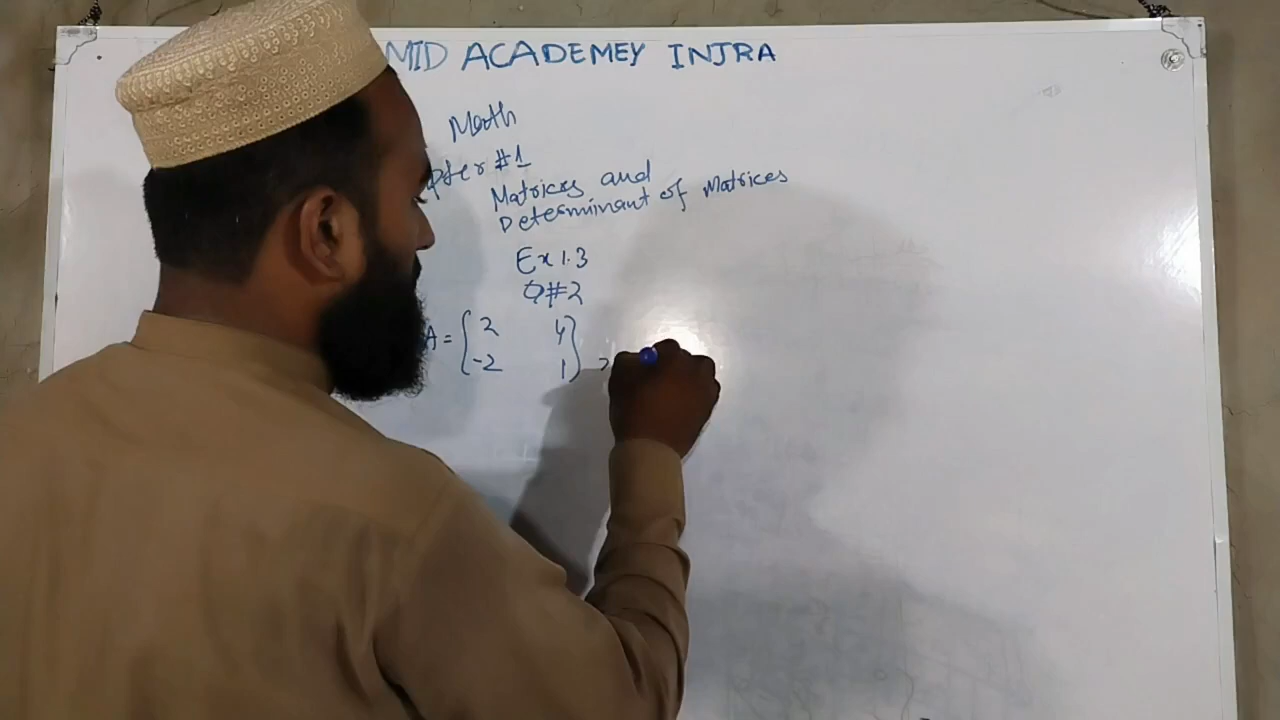 MID ACADEMEY INJRA
Math
pter #1
Matrices and
Determinant of Matrices
Ex 1.3
Q#2
A = [ 2 4
-2 1 ]